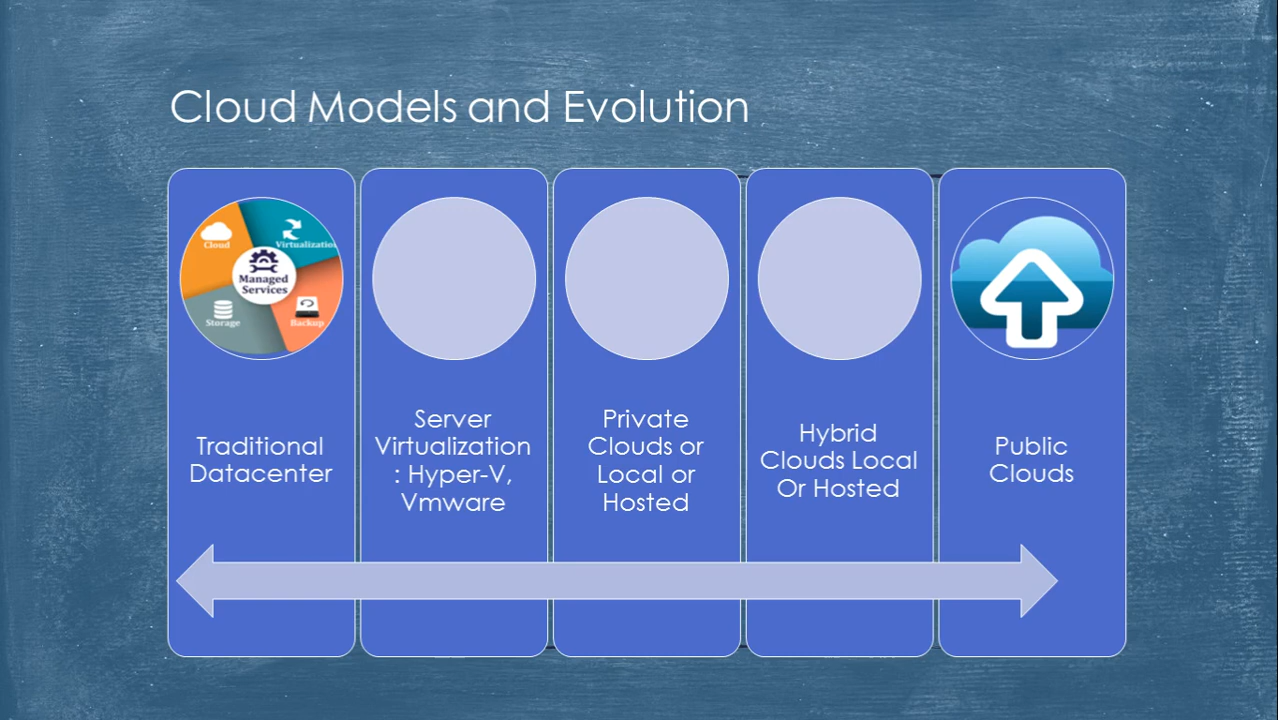 Cloud Models and Evolution
Cloud
Virtualization
Managed
Services
Storage
Backup
Traditional
Datacenter
Server
Virtualization
: Hyper-V,
Vmware
Private
Clouds or
Local or
Hosted
Hybrid
Clouds Local
Or Hosted
Public
Clouds